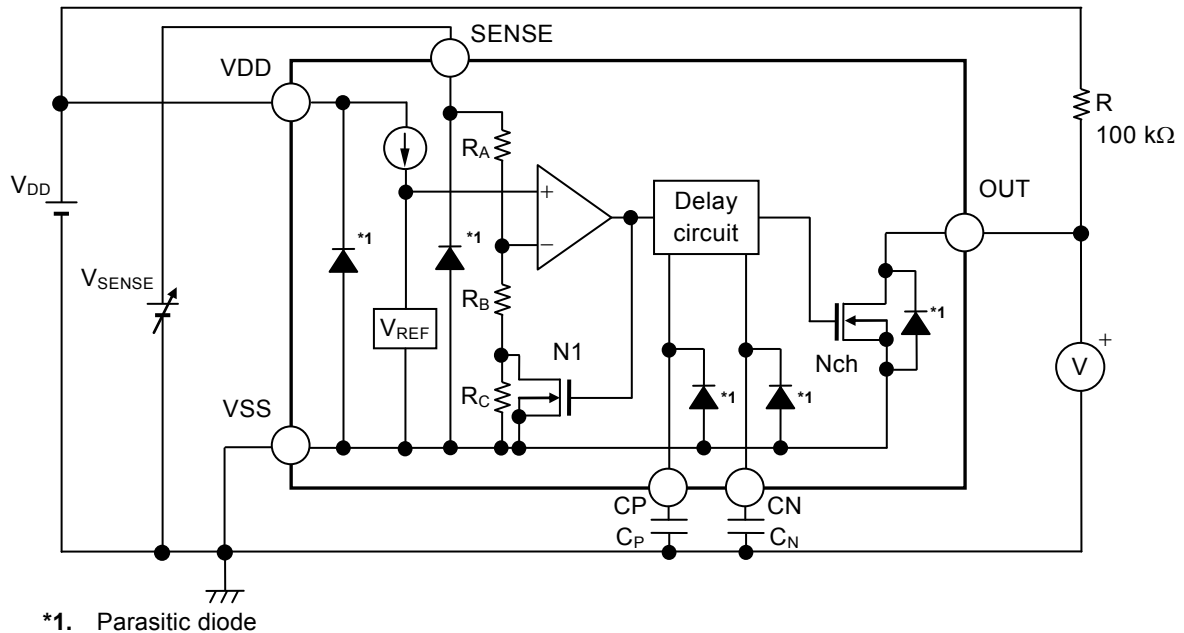 SENSE
VDD
R
100 kΩ
RA
VDD
+
−
Delay
circuit
OUT
*1
*1
VSENSE
RB
VREF
N1
*1
Nch
+
V
RC
*1
*1
VSS
CP
CN
CP
CN
*1. Parasitic diode